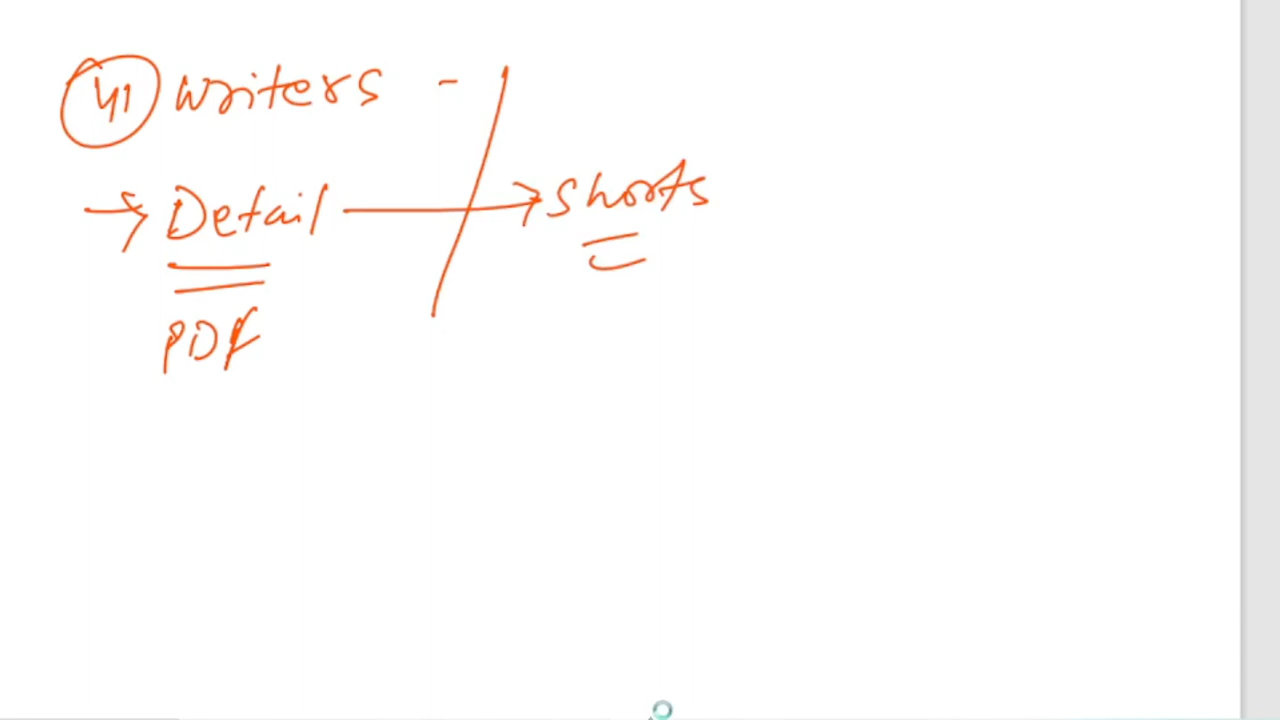 41 writers -
→ Detail → shorts
PDF